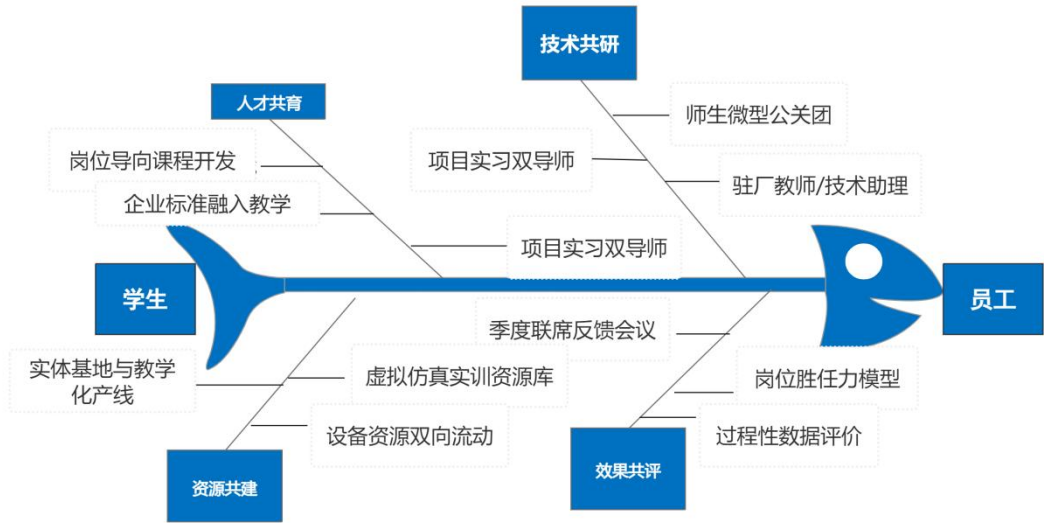 技术共研
人才共育
师生微型公关团
岗位导向课程开发
项目实习双导师
驻厂教师/技术助理
企业标准融入教学
项目实习双导师
学生
员工
季度联席反馈会议
实体基地与教学
化产线
虚拟仿真实训资源库
岗位胜任力模型
设备资源双向流动
过程性数据评价
资源共建
效果共评